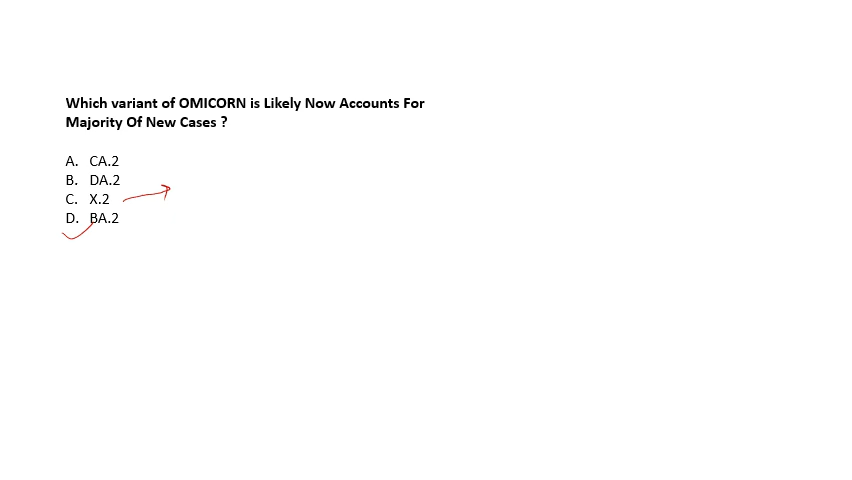 Which variant of OMICORN is Likely Now Accounts For
Majority Of New Cases ?
A. CA.2
B. DA.2
C. X.2
D. BA.2